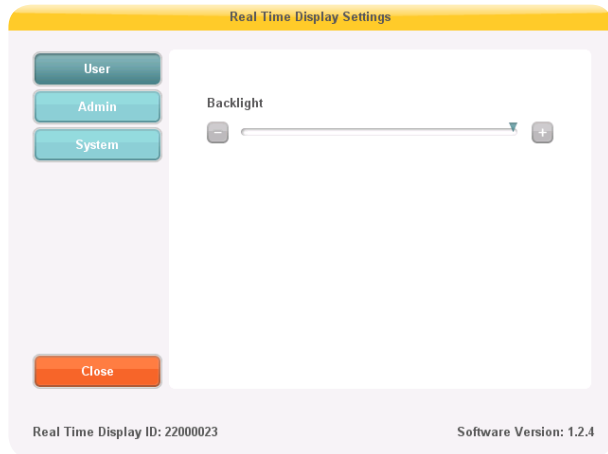 Real Time Display Settings
User
Admin
System
Backlight
− +
Close
Real Time Display ID: 22000023
Software Version: 1.2.4